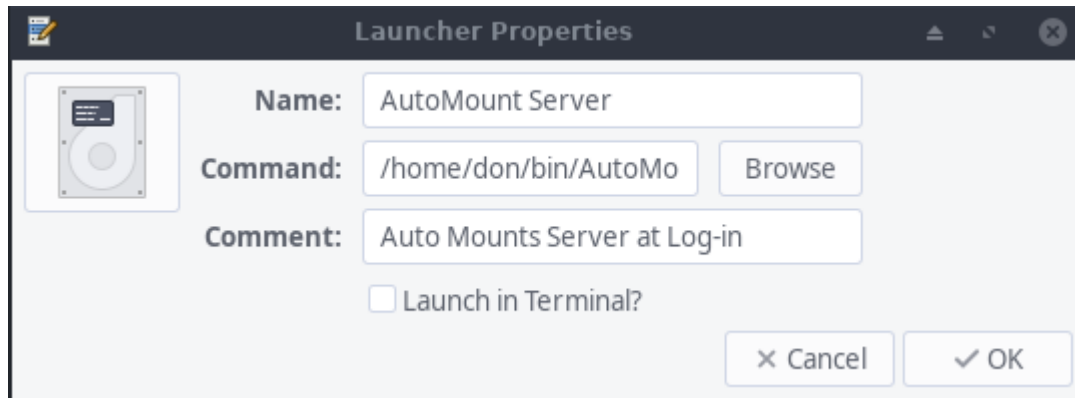 Launcher Properties
Name: AutoMount Server
Command: /home/don/bin/AutoMo Browse
Comment: Auto Mounts Server at Log-in
Launch in Terminal?
Cancel OK